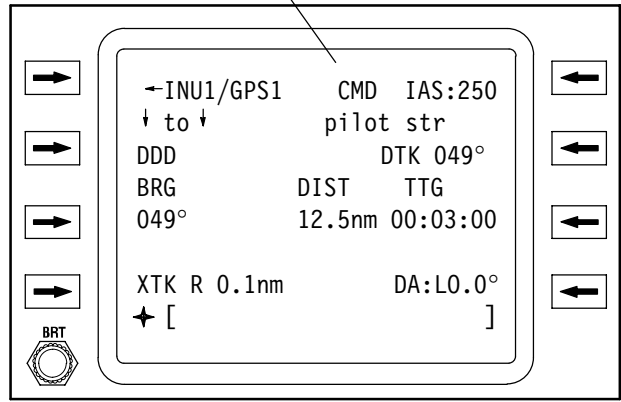 ←INU1/GPS1 CMD IAS:250
↓ to ↓ pilot str
DDD DTK 049°
BRG DIST TTG
049° 12.5nm 00:03:00
XTK R 0.1nm DA:L0.0°
[ ]
BRT